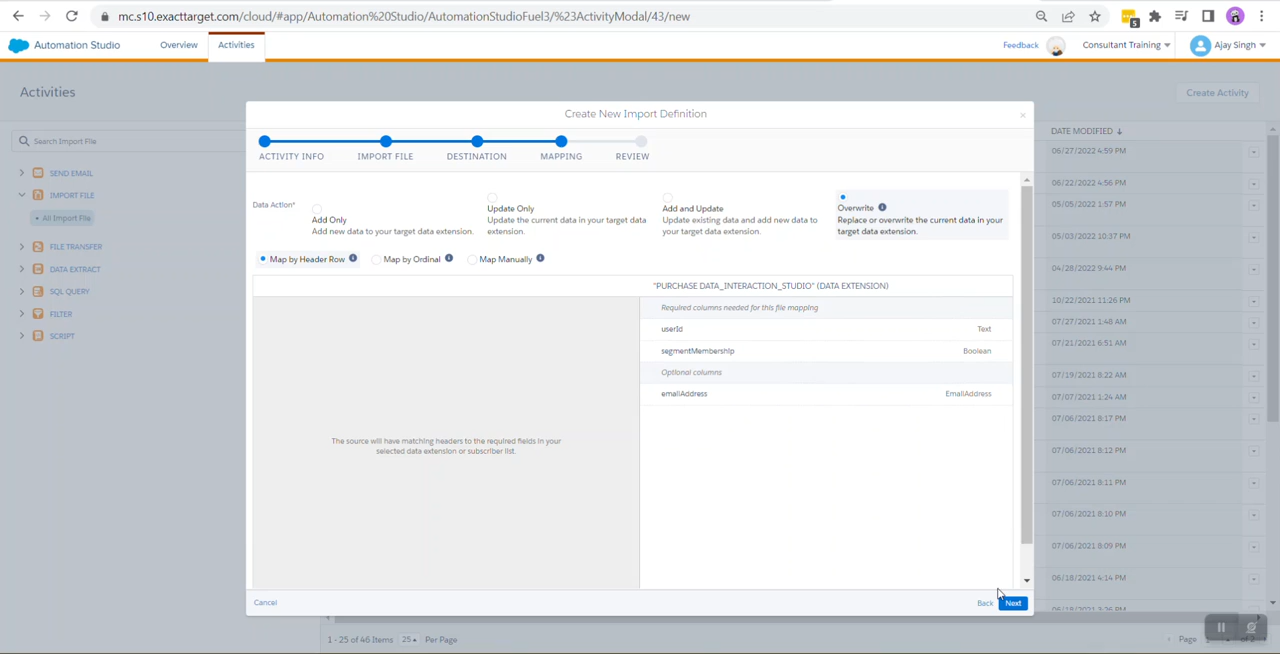 mc.s10.exacttarget.com/cloud/#app/Automation%20Studio/AutomationStudioFuel3/%23ActivityModal/43/new
5
Automation Studio
Overview
Activities
Feedback
Consultant Training
Ajay Singh
Activities
Create Activity
Search Import File
SEND EMAIL
IMPORT FILE
All Import File
FILE TRANSFER
DATA EXTRACT
SQL QUERY
FILTER
SCRIPT
Create New Import Definition
ACTIVITY INFO
IMPORT FILE
DESTINATION
MAPPING
REVIEW
Data Action*
Add Only
Add new data to your target data extension.
Update Only
Update the current data in your target data
extension.
Add and Update
Update existing data and add new data to
your target data extension.
Overwrite
Replace or overwrite the current data in your
target data extension.
Map by Header Row
Map by Ordinal
Map Manually
"PURCHASE DATA_INTERACTION_STUDIO" (DATA EXTENSION)
Required columns needed for this file mapping
userId Text
segmentMembership Boolean
Optional columns
emailAddress EmailAddress
The source will have matching headers to the required fields in your
selected data extension or subscriber list.
Cancel
Back
Next
DATE MODIFIED
06/27/2022 4:59 PM
06/22/2022 4:56 PM
05/05/2022 1:57 PM
05/03/2022 10:37 PM
04/28/2022 9:44 PM
10/22/2021 11:26 PM
07/27/2021 1:48 AM
07/21/2021 6:51 AM
07/19/2021 8:22 AM
07/07/2021 1:24 AM
07/06/2021 8:17 PM
07/06/2021 8:12 PM
07/06/2021 8:11 PM
07/06/2021 8:10 PM
07/06/2021 8:09 PM
06/18/2021 4:14 PM
06/18/2021 3:26 PM
1 - 25 of 46 Items 25 Per Page
Page